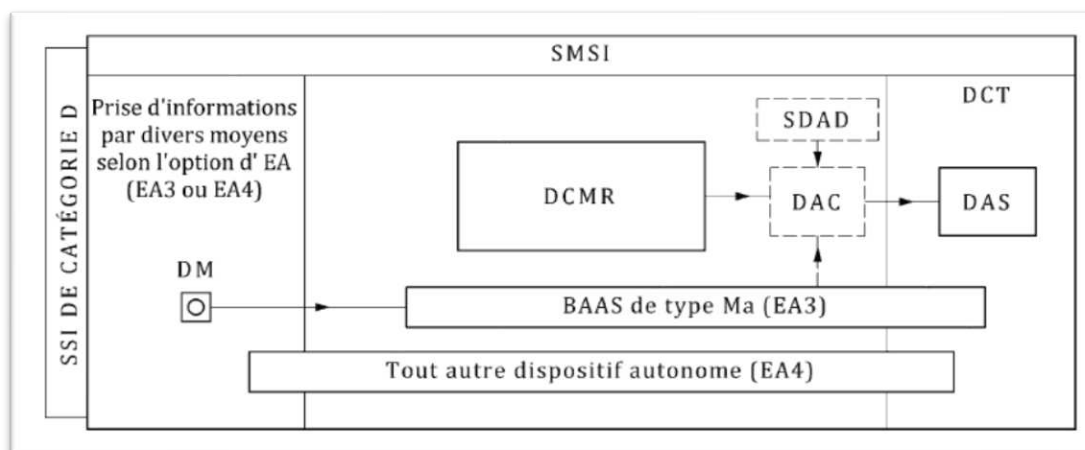 SSI DE CATÉGORIE D
SMSI
Prise d'informations
par divers moyens
selon l'option d' EA
(EA3 ou EA4)
DCT
SDAD
DCMR
DAC
DAS
DM
BAAS de type Ma (EA3)
Tout autre dispositif autonome (EA4)